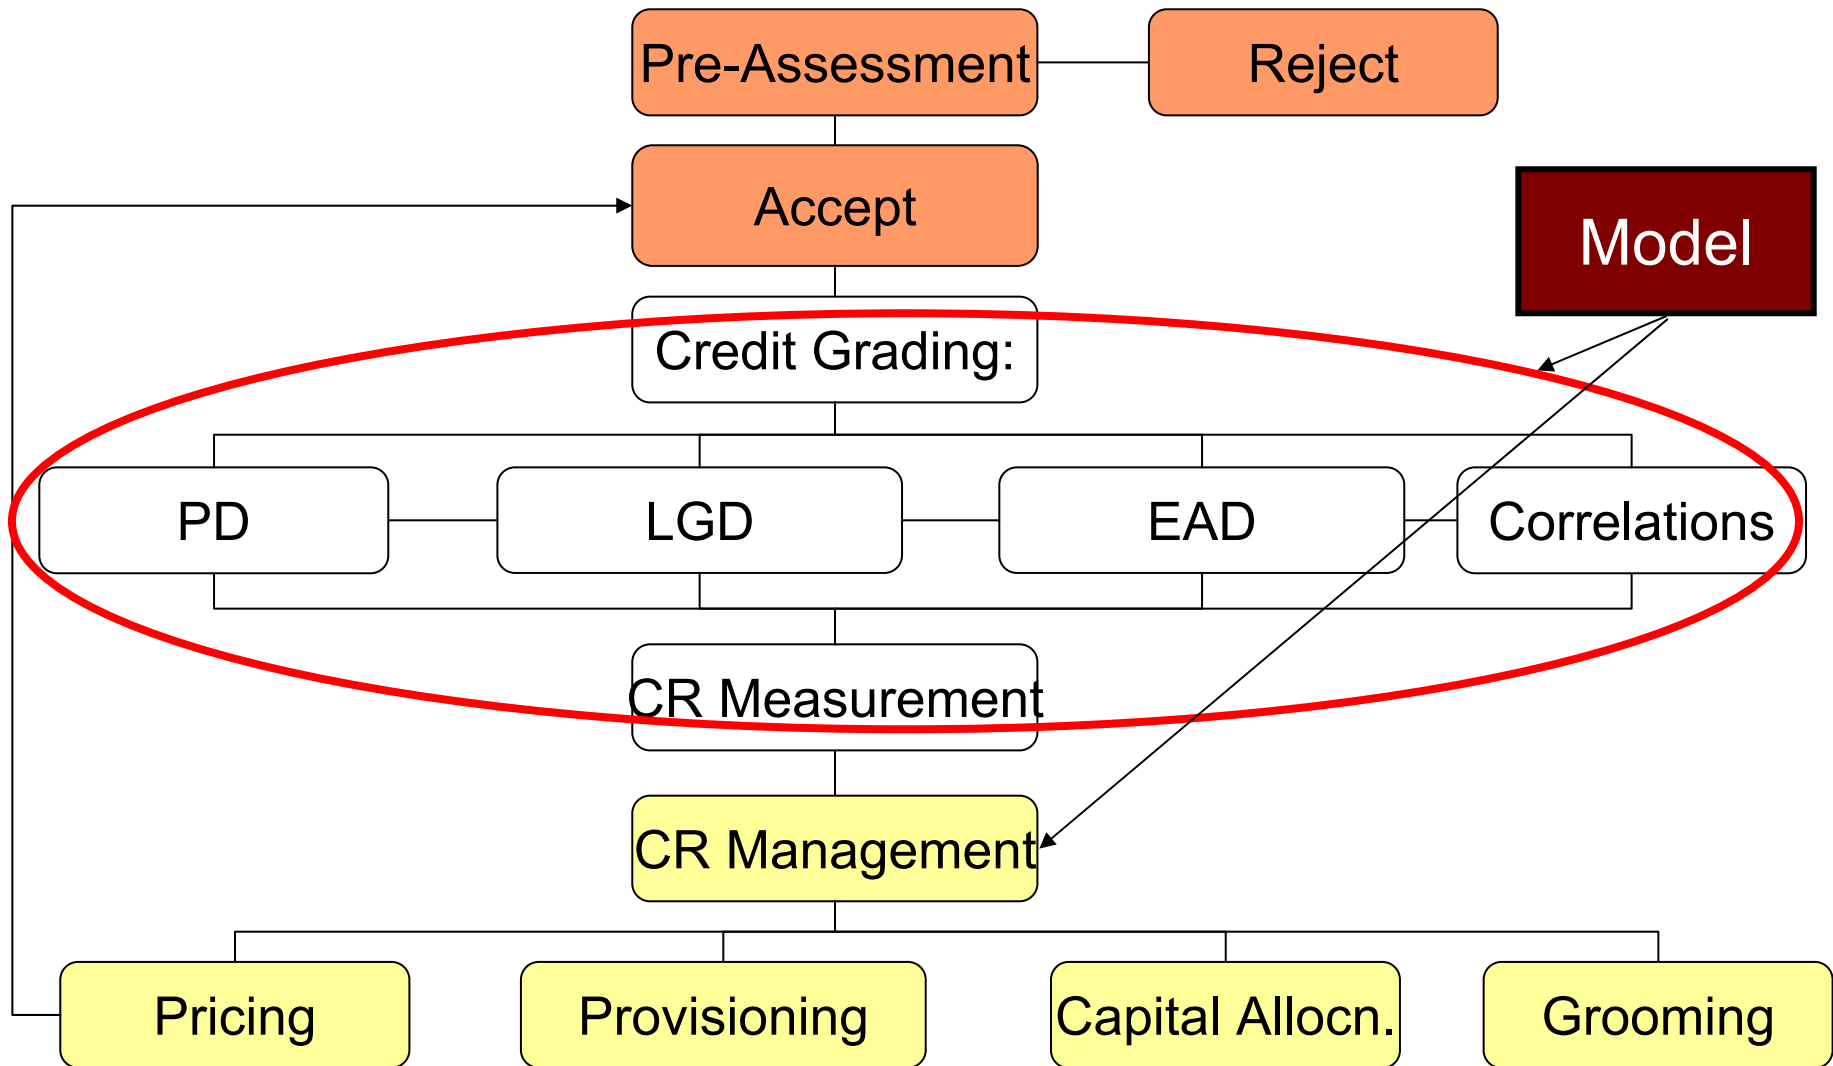 Pre-Assessment
Reject
Accept
Model
Credit Grading:
PD
LGD
EAD
Correlations
CR Measurement
CR Management
Pricing
Provisioning
Capital Allocn.
Grooming